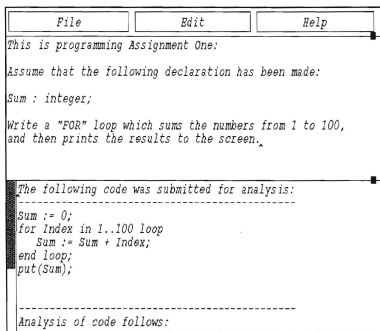 File Edit Help
This is programming Assignment One:
Assume that the following declaration has been made:
Sum : integer;
Write a "FOR" loop which sums the numbers from 1 to 100,
and then prints the results to the screen.
The following code was submitted for analysis:
----------------------------------------
Sum := 0;
for Index in 1..100 loop
Sum := Sum + Index;
end loop;
put(Sum);
----------------------------------------
Analysis of code follows: